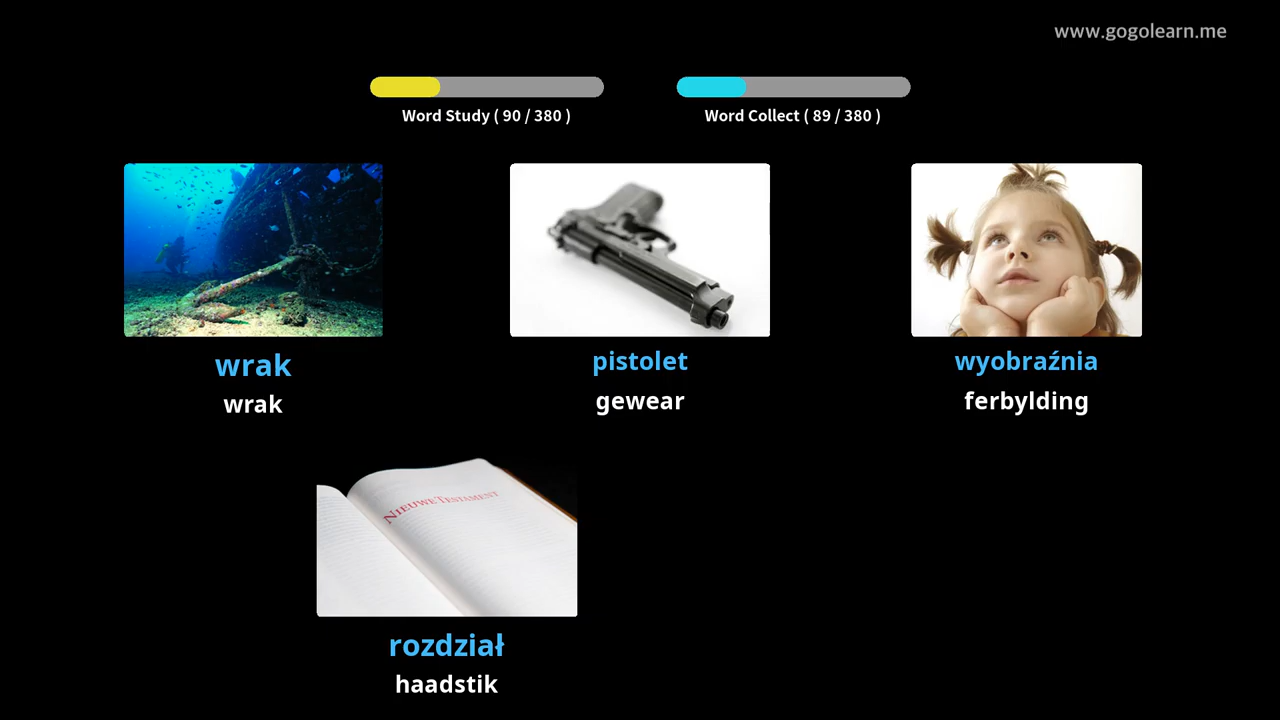 www.gogolearn.me
Word Study ( 90 / 380 )
Word Collect ( 89 / 380 )
wrak
wrak
pistolet
gewear
wyobraźnia
ferbylding
NIEUWE TESTAMENT
rozdział
haadstik